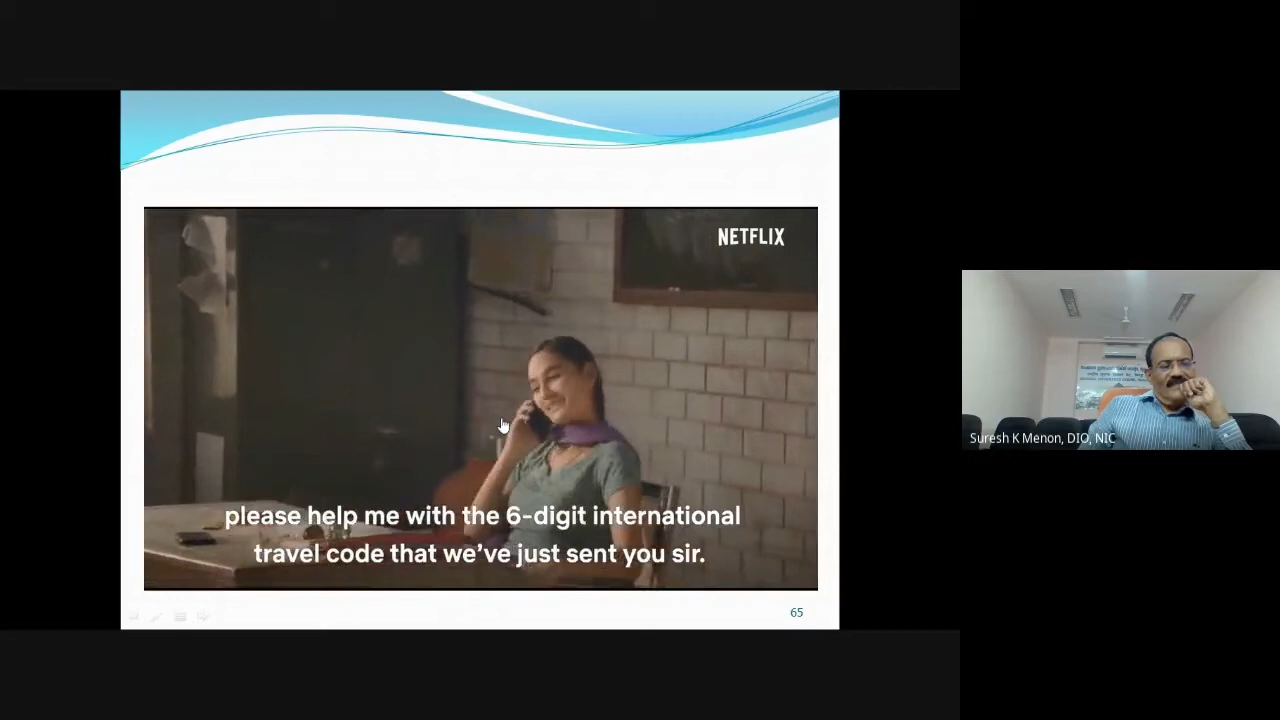 NETFLIX
please help me with the 6-digit international
travel code that we've just sent you sir.
65
Suresh K Menon, DIO, NIC